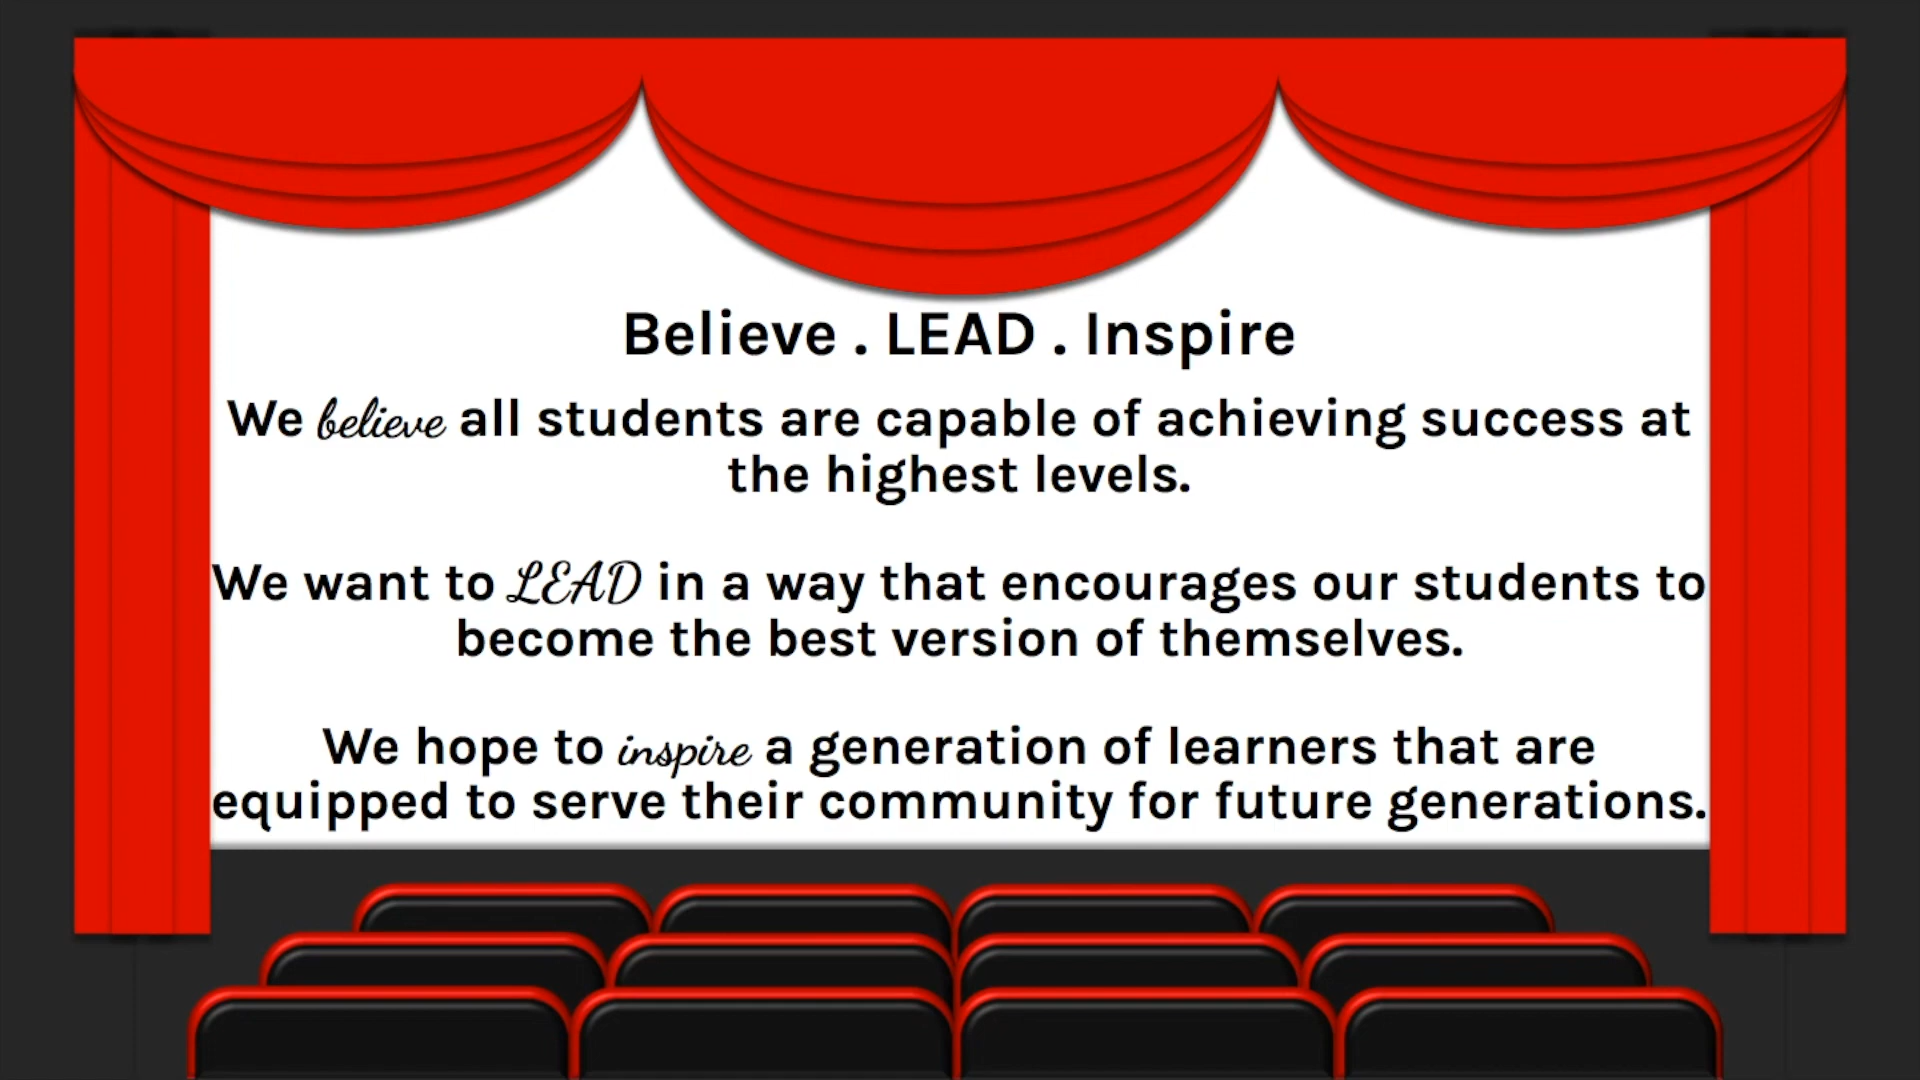 Believe . LEAD . Inspire
We believe all students are capable of achieving success at
the highest levels.
We want to LEAD in a way that encourages our students to
become the best version of themselves.
We hope to inspire a generation of learners that are
equipped to serve their community for future generations.